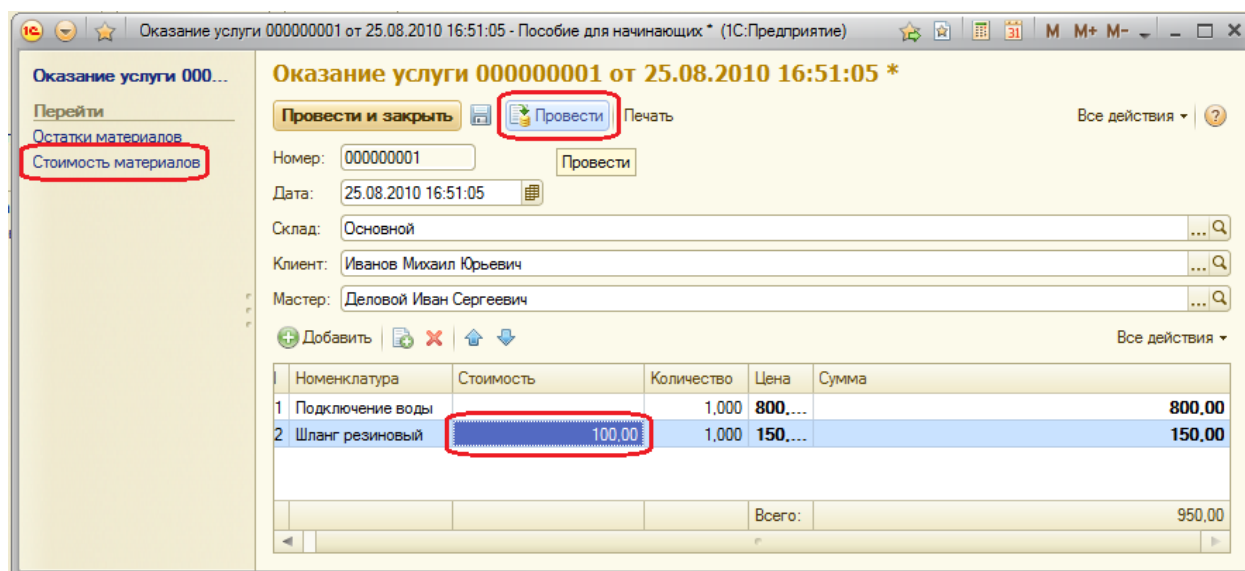 Оказание услуги 000000001 от 25.08.2010 16:51:05 - Пособие для начинающих * (1С:Предприятие) 31 M M+ M-
Оказание услуги 000...
Перейти
Остатки материалов
Стоимость материалов
Оказание услуги 000000001 от 25.08.2010 16:51:05 *
Провести и закрыть Провести Печать Все действия
Номер: 000000001
Провести
Дата: 25.08.2010 16:51:05
Склад: Основной ...
Клиент: Иванов Михаил Юрьевич ...
Мастер: Деловой Иван Сергеевич ...
Добавить Все действия
Номенклатура Стоимость Количество Цена Сумма
1 Подключение воды 1,000 800,... 800,00
2 Шланг резиновый 100,00 1,000 150,... 150,00
Всего: 950,00